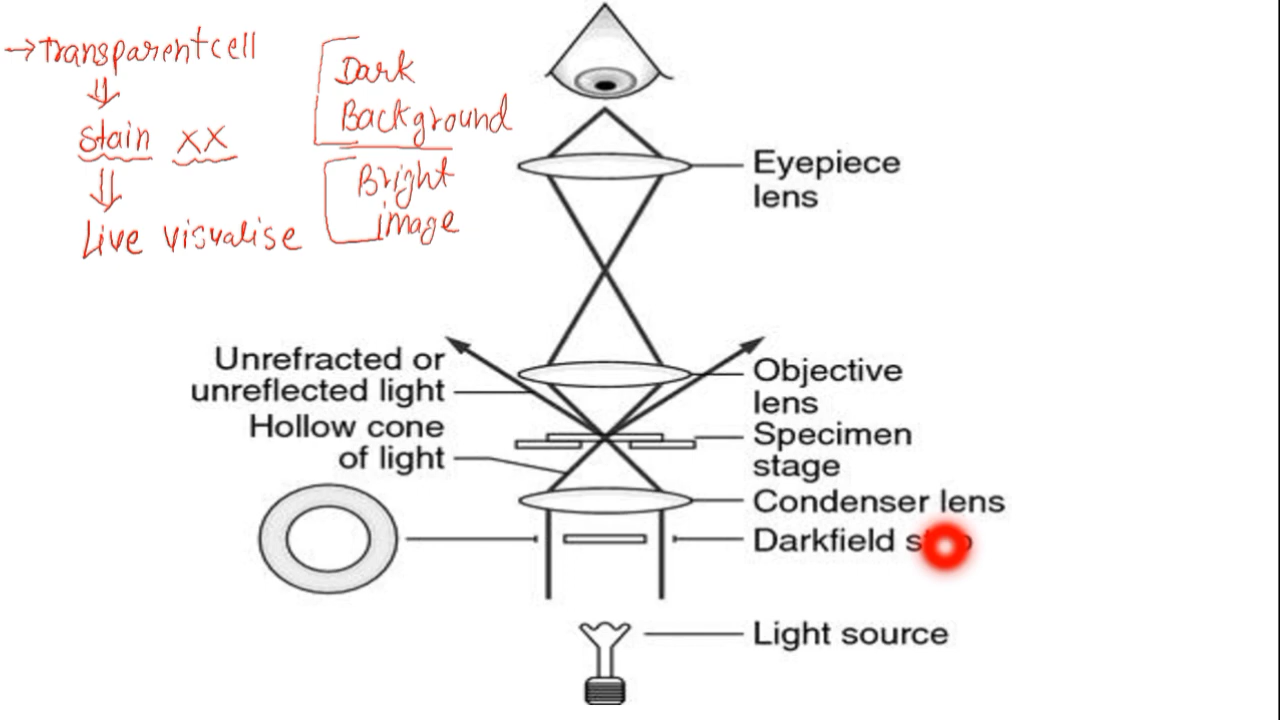 → Transparent cell
Stain XX
Live visualise
Dark
Background
Bright
image
Eyepiece
lens
Unrefracted or
unreflected light
Hollow cone
of light
Objective
lens
Specimen
stage
Condenser lens
Darkfield
Light source